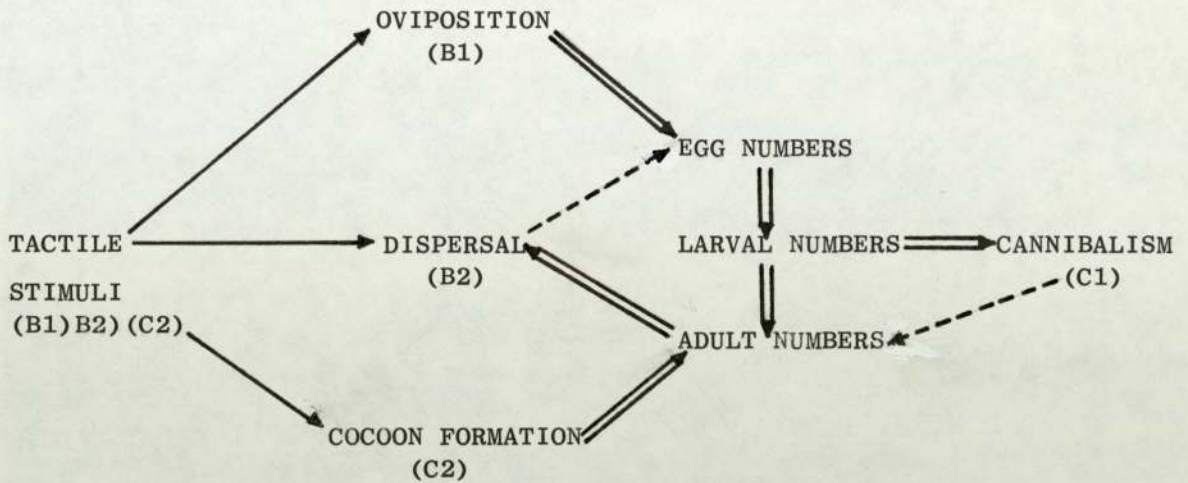 OVIPOSITION
(B1)
EGG NUMBERS
TACTILE
DISPERSAL
LARVAL NUMBERS
CANNIBALISM
(B2)
(C1)
STIMULI
(B1)B2)(C2)
ADULT NUMBERS
COCOON FORMATION
(C2)